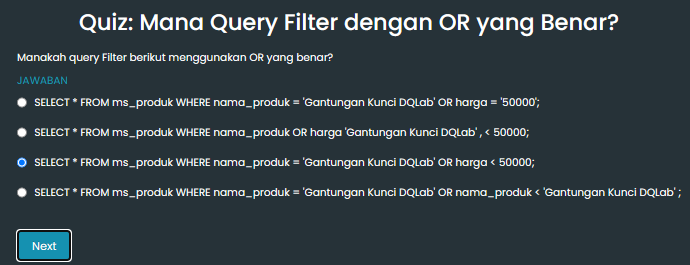 Quiz: Mana Query Filter dengan OR yang Benar?
Manakah query Filter berikut menggunakan OR yang benar?
JAWABAN
SELECT * FROM ms_produk WHERE nama_produk = 'Gantungan Kunci DQLab' OR harga = '50000';
SELECT * FROM ms_produk WHERE nama_produk OR harga 'Gantungan Kunci DQLab' , < 50000;
SELECT * FROM ms_produk WHERE nama_produk = 'Gantungan Kunci DQLab' OR harga < 50000;
SELECT * FROM ms_produk WHERE nama_produk = 'Gantungan Kunci DQLab' OR nama_produk < 'Gantungan Kunci DQLab' ;
Next